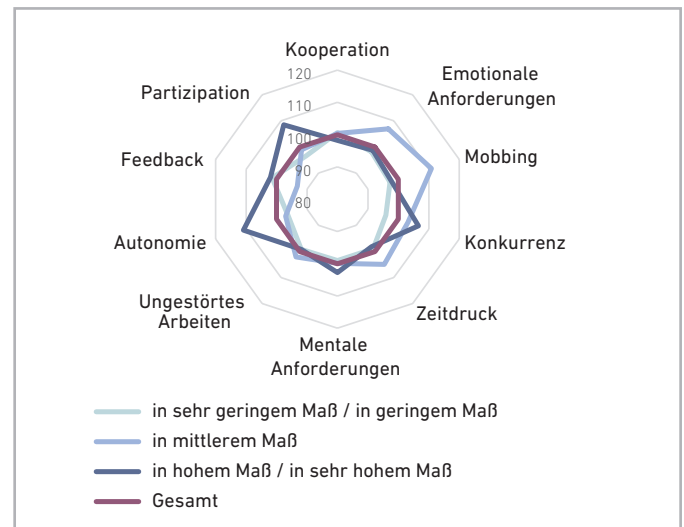 Kooperation
120
110
100
90
80
Emotionale
Anforderungen
Mobbing
Konkurrenz
Zeitdruck
Mentale
Anforderungen
Ungestörtes
Arbeiten
Autonomie
Feedback
Partizipation
in sehr geringem Maß / in geringem Maß
in mittlerem Maß
in hohem Maß / in sehr hohem Maß
Gesamt